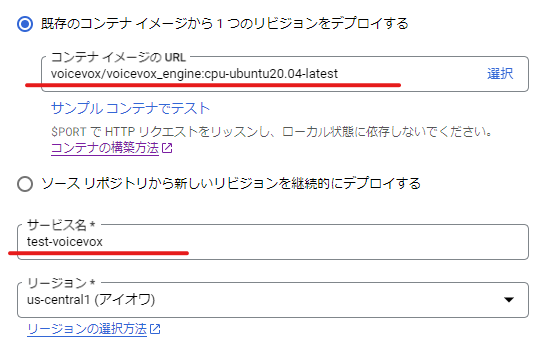 既存のコンテナ イメージから 1 つのリビジョンをデプロイする
コンテナ イメージの URL
voicevox/voicevox_engine:cpu-ubuntu20.04-latest
選択
サンプル コンテナでテスト
$PORT で HTTP リクエストをリッスンし、ローカル状態に依存しないでください。
コンテナの構築方法
ソース リポジトリから新しいリビジョンを継続的にデプロイする
サービス名 *
test-voicevox
リージョン *
us-central1 (アイオワ)
リージョンの選択方法